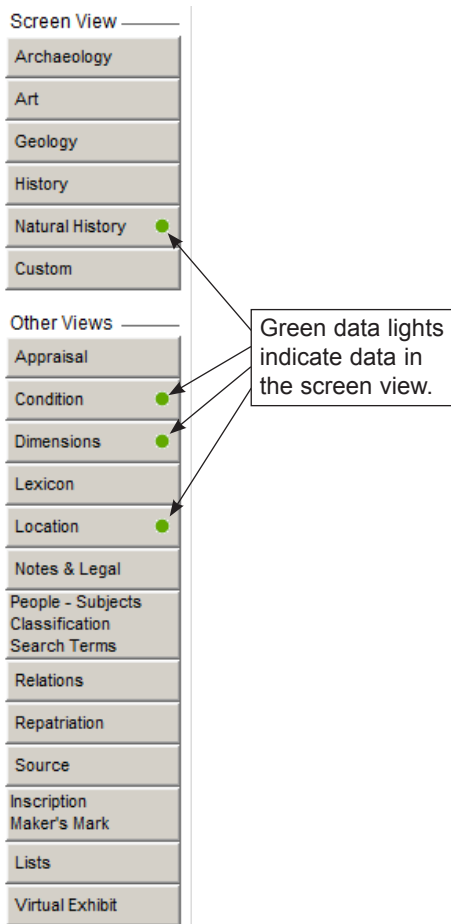 Screen View
Archaeology
Art
Geology
History
Natural History
Custom
Other Views
Appraisal
Condition
Dimensions
Lexicon
Location
Notes & Legal
People - Subjects
Classification
Search Terms
Relations
Repatriation
Source
Inscription
Maker's Mark
Lists
Virtual Exhibit
Green data lights
indicate data in
the screen view.